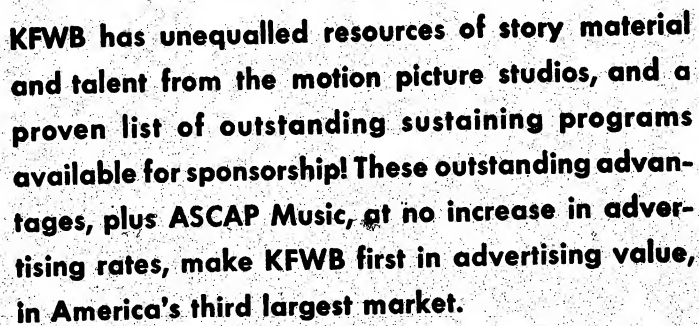 KFWB has unequalled resources of story material
and talent from the motion picture studios, and a
proven list of outstanding sustaining programs
available for sponsorship! These outstanding advan-
tages, plus ASCAP Music, at no increase in adver-
tising rates, make KFWB first in advertising value,
in America's third largest market.